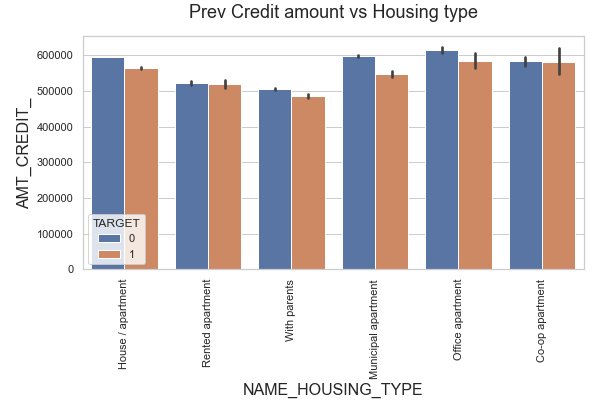 Prev Credit amount vs Housing type
AMT_CREDIT_
600000
500000
400000
300000
200000
100000
0
TARGET
0
1
House / apartment
Rented apartment
With parents
Municipal apartment
Office apartment
Co-op apartment
NAME_HOUSING_TYPE